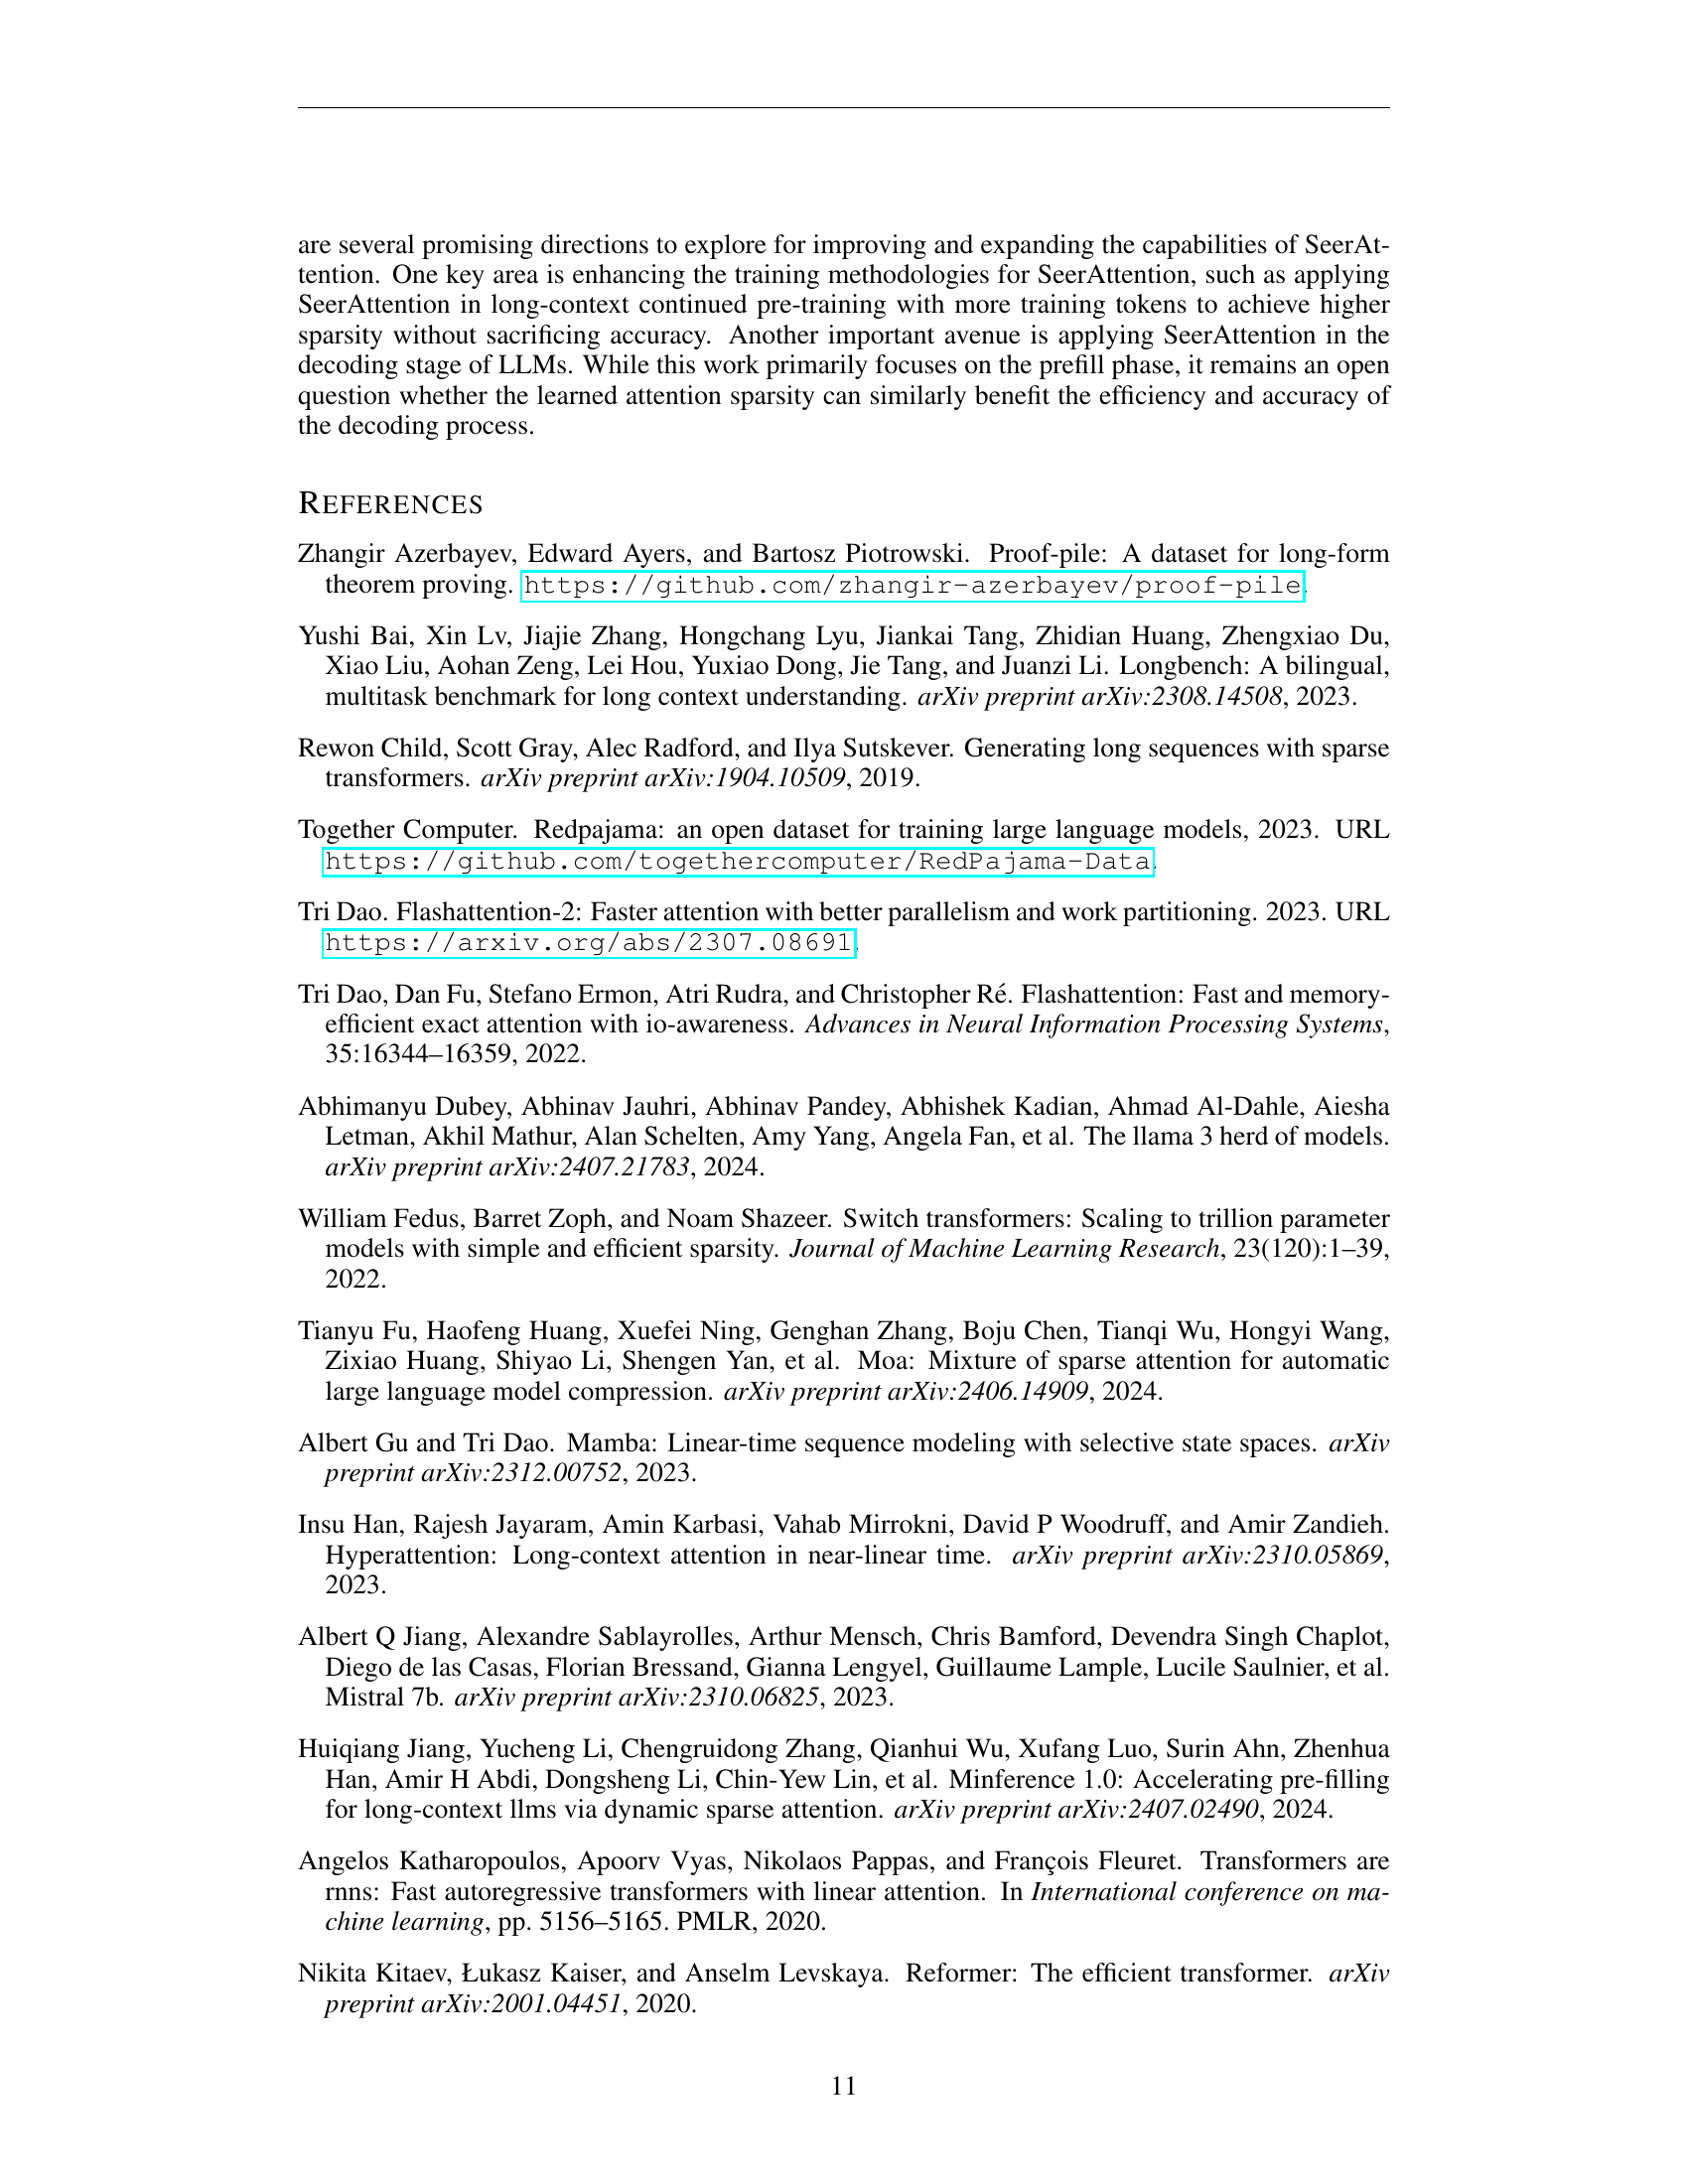 are several promising directions to explore for improving and expanding the capabilities of SeerAt-
tention. One key area is enhancing the training methodologies for SeerAttention, such as applying
SeerAttention in long-context continued pre-training with more training tokens to achieve higher
sparsity without sacrificing accuracy. Another important avenue is applying SeerAttention in the
decoding stage of LLMs. While this work primarily focuses on the prefill phase, it remains an open
question whether the learned attention sparsity can similarly benefit the efficiency and accuracy of
the decoding process.
REFERENCES
Zhangir Azerbayev, Edward Ayers, and Bartosz Piotrowski. Proof-pile: A dataset for long-form
theorem proving. https://github.com/zhangir-azerbayev/proof-pile.
Yushi Bai, Xin Lv, Jiajie Zhang, Hongchang Lyu, Jiankai Tang, Zhidian Huang, Zhengxiao Du,
Xiao Liu, Aohan Zeng, Lei Hou, Yuxiao Dong, Jie Tang, and Juanzi Li. Longbench: A bilingual,
multitask benchmark for long context understanding. arXiv preprint arXiv:2308.14508, 2023.
Rewon Child, Scott Gray, Alec Radford, and Ilya Sutskever. Generating long sequences with sparse
transformers. arXiv preprint arXiv:1904.10509, 2019.
Together Computer. Redpajama: an open dataset for training large language models, 2023. URL
https://github.com/togethercomputer/RedPajama-Data.
Tri Dao. Flashattention-2: Faster attention with better parallelism and work partitioning. 2023. URL
https://arxiv.org/abs/2307.08691.
Tri Dao, Dan Fu, Stefano Ermon, Atri Rudra, and Christopher Ré. Flashattention: Fast and memory-
efficient exact attention with io-awareness. Advances in Neural Information Processing Systems,
35:16344–16359, 2022.
Abhimanyu Dubey, Abhinav Jauhri, Abhinav Pandey, Abhishek Kadian, Ahmad Al-Dahle, Aiesha
Letman, Akhil Mathur, Alan Schelten, Amy Yang, Angela Fan, et al. The llama 3 herd of models.
arXiv preprint arXiv:2407.21783, 2024.
William Fedus, Barret Zoph, and Noam Shazeer. Switch transformers: Scaling to trillion parameter
models with simple and efficient sparsity. Journal of Machine Learning Research, 23(120):1–39,
2022.
Tianyu Fu, Haofeng Huang, Xuefei Ning, Genghan Zhang, Boju Chen, Tianqi Wu, Hongyi Wang,
Zixiao Huang, Shiyao Li, Shengen Yan, et al. Moa: Mixture of sparse attention for automatic
large language model compression. arXiv preprint arXiv:2406.14909, 2024.
Albert Gu and Tri Dao. Mamba: Linear-time sequence modeling with selective state spaces. arXiv
preprint arXiv:2312.00752, 2023.
Insu Han, Rajesh Jayaram, Amin Karbasi, Vahab Mirrokni, David P Woodruff, and Amir Zandieh.
Hyperattention: Long-context attention in near-linear time. arXiv preprint arXiv:2310.05869,
2023.
Albert Q Jiang, Alexandre Sablayrolles, Arthur Mensch, Chris Bamford, Devendra Singh Chaplot,
Diego de las Casas, Florian Bressand, Gianna Lengyel, Guillaume Lample, Lucile Saulnier, et al.
Mistral 7b. arXiv preprint arXiv:2310.06825, 2023.
Huiqiang Jiang, Yucheng Li, Chengruidong Zhang, Qianhui Wu, Xufang Luo, Surin Ahn, Zhenhua
Han, Amir H Abdi, Dongsheng Li, Chin-Yew Lin, et al. Minference 1.0: Accelerating pre-filling
for long-context llms via dynamic sparse attention. arXiv preprint arXiv:2407.02490, 2024.
Angelos Katharopoulos, Apoorv Vyas, Nikolaos Pappas, and François Fleuret. Transformers are
rnns: Fast autoregressive transformers with linear attention. In International conference on ma-
chine learning, pp. 5156–5165. PMLR, 2020.
Nikita Kitaev, Łukasz Kaiser, and Anselm Levskaya. Reformer: The efficient transformer. arXiv
preprint arXiv:2001.04451, 2020.
11